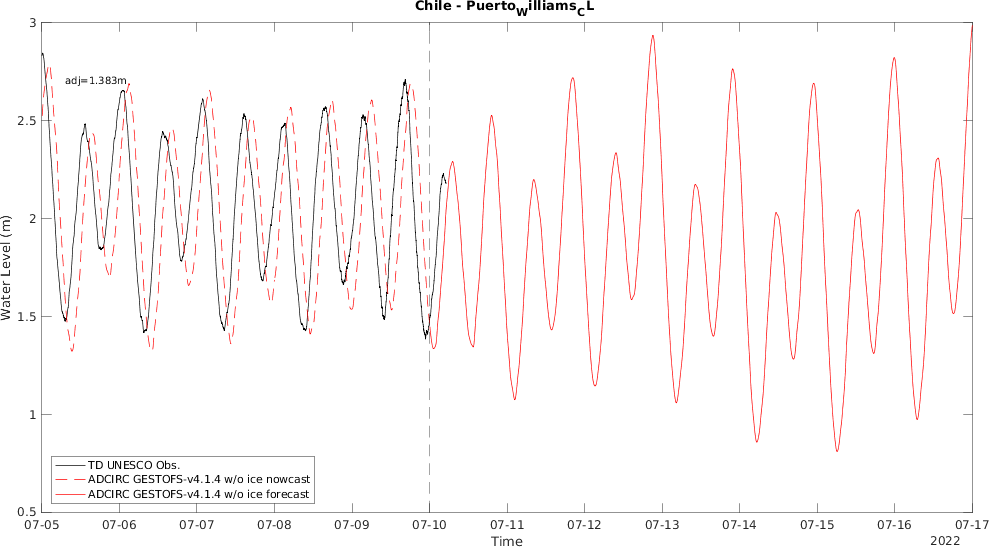 Chile - PuertoWilliamsCL
3
adj=1.383m
2.5
2
Water Level (m)
1.5
1
TD UNESCO Obs.
ADCIRC GESTOFS-v4.1.4 w/o ice nowcast
ADCIRC GESTOFS-v4.1.4 w/o ice forecast
0.5
07-05 07-06 07-07 07-08 07-09 07-10 07-11 07-12 07-13 07-14 07-15 07-16 07-17
Time
2022